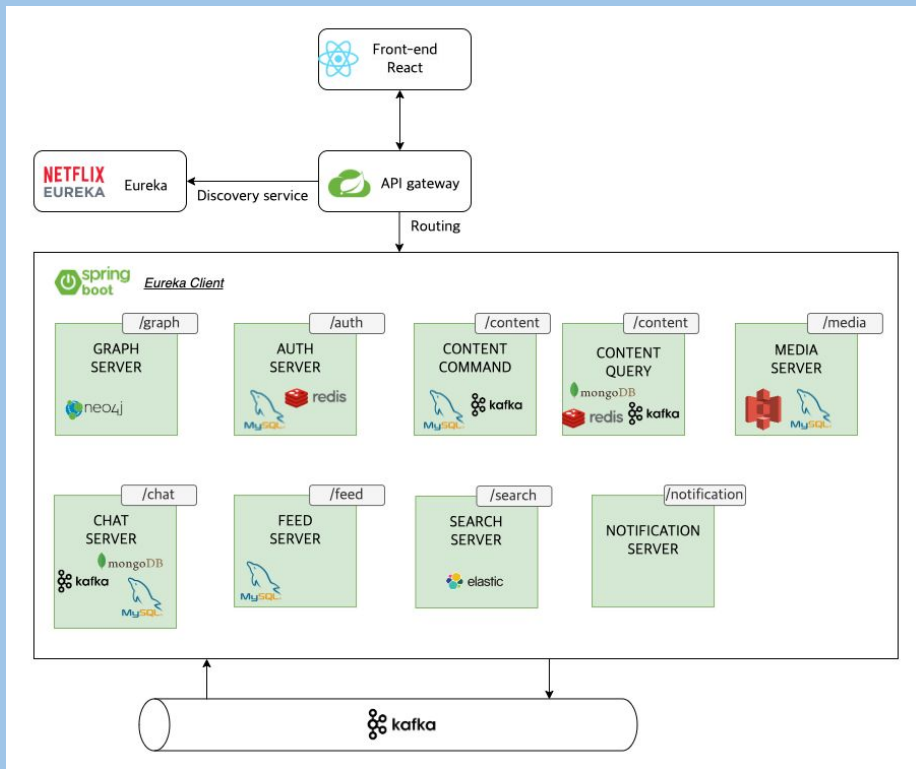 Front-end
React
NETFLIX
EUREKA
Eureka
Discovery service
API gateway
Routing
spring
boot
Eureka Client
/graph
GRAPH
SERVER
neo4j
/auth
AUTH
SERVER
MySQL
redis
/content
CONTENT
COMMAND
MySQL
kafka
/content
CONTENT
QUERY
mongoDB
redis
kafka
/media
MEDIA
SERVER
MySQL
/chat
CHAT
SERVER
mongoDB
kafka
MySQL
/feed
FEED
SERVER
MySQL
/search
SEARCH
SERVER
elastic
/notification
NOTIFICATION
SERVER
kafka